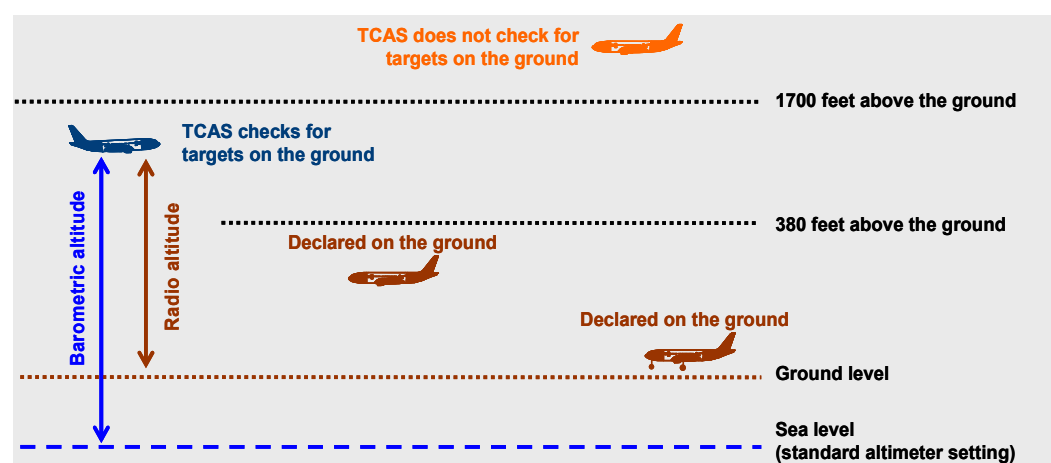 TCAS does not check for
targets on the ground
1700 feet above the ground
TCAS checks for
targets on the ground
Barometric altitude
Radio altitude
380 feet above the ground
Declared on the ground
Declared on the ground
Ground level
Sea level
(standard altimeter setting)